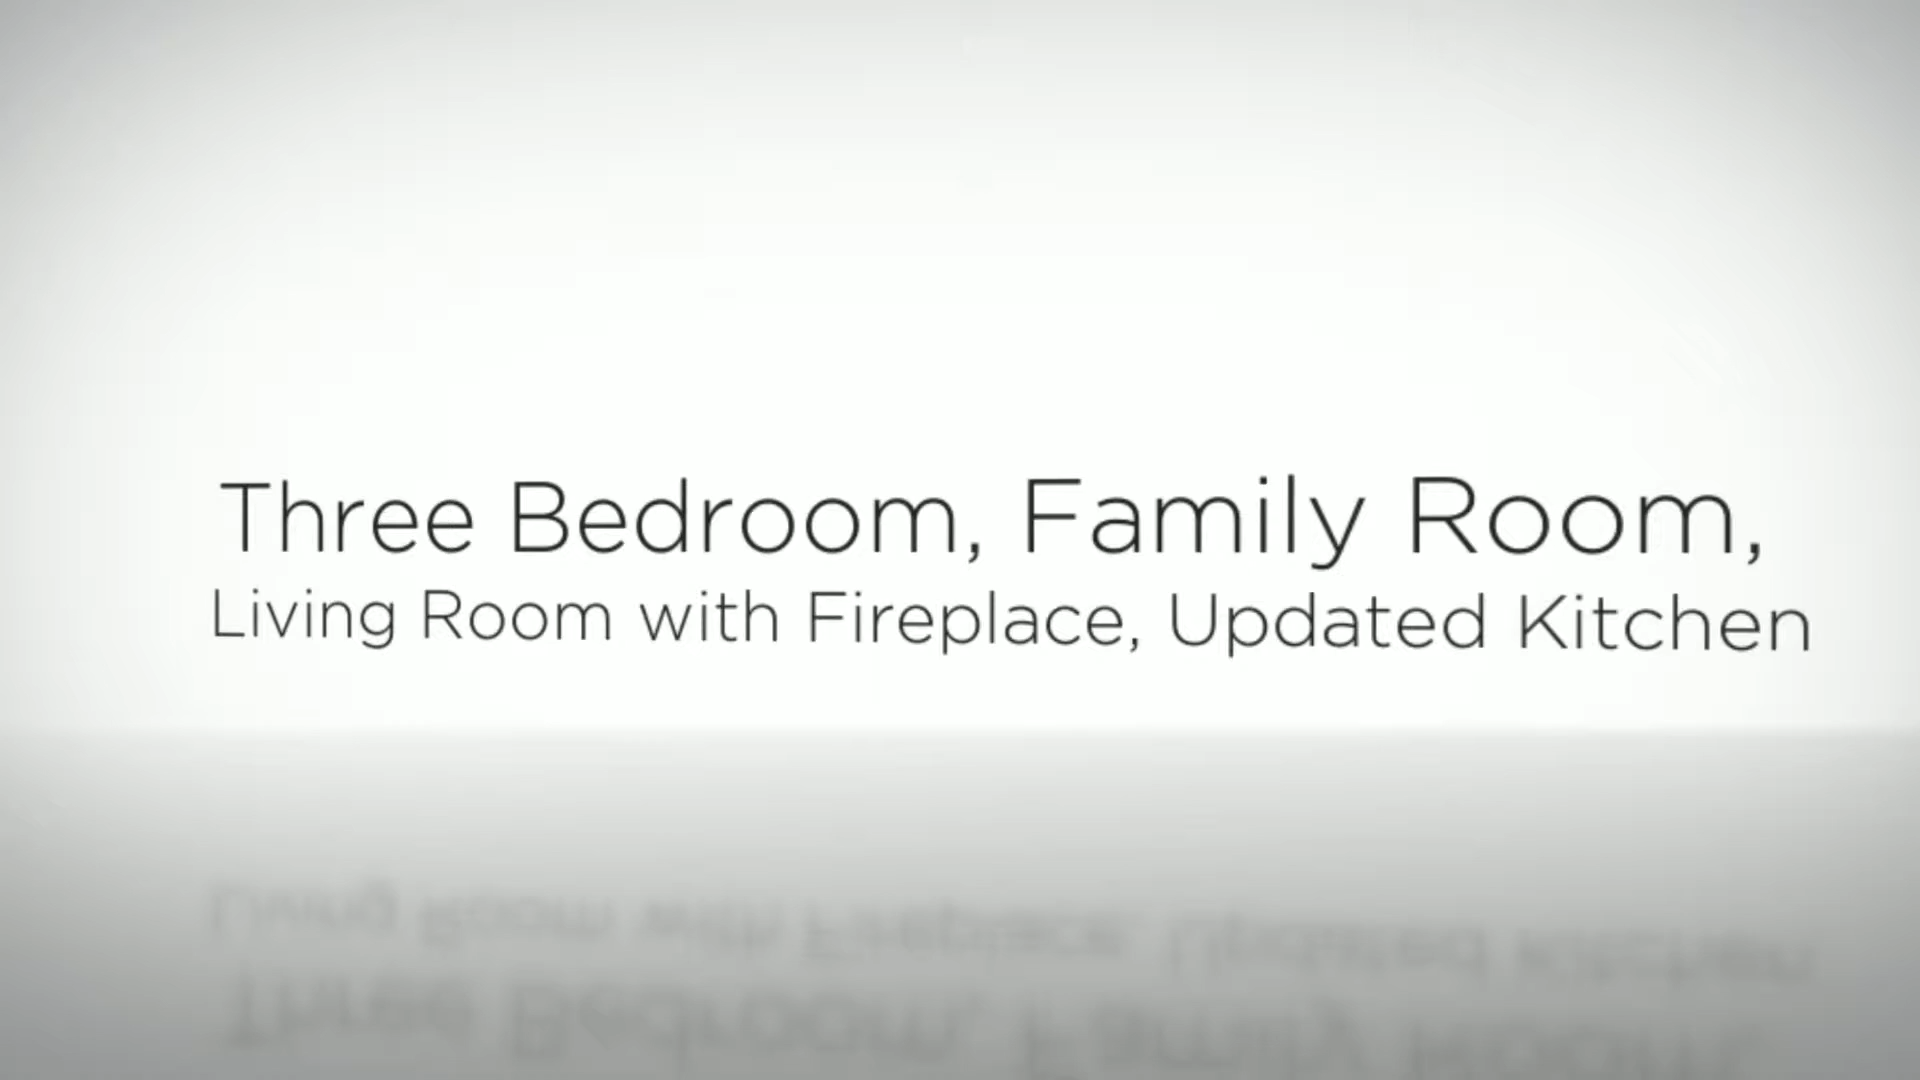 Three Bedroom, Family Room,
Living Room with Fireplace, Updated Kitchen